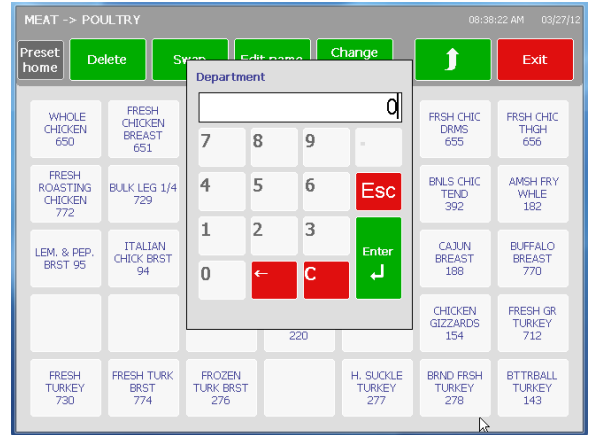 MEAT -> POULTRY 08:38:22 AM 03/27/12
Preset
home
Delete
Edit name
Change
Exit
Department
0
7 8 9 .
4 5 6 Esc
1 2 3
Enter
0 ← C
WHOLE
CHICKEN
650
FRESH
CHICKEN
BREAST
651
FRSH CHIC
DRMS
655
FRSH CHIC
THGH
656
FRESH
ROASTING
CHICKEN
772
BULK LEG 1/4
729
BNLS CHIC
TEND
392
AMSH FRY
WHLE
182
LEM. & PEP.
BRST 95
ITALIAN
CHICK BRST
94
CAJUN
BREAST
188
BUFFALO
BREAST
770
220
CHICKEN
GIZZARDS
154
FRESH GR
TURKEY
712
FRESH
TURKEY
730
FRESH TURK
BRST
774
FROZEN
TURK BRST
276
H. SUCKLE
TURKEY
277
BRND FRSH
TURKEY
278
BTTRBALL
TURKEY
143